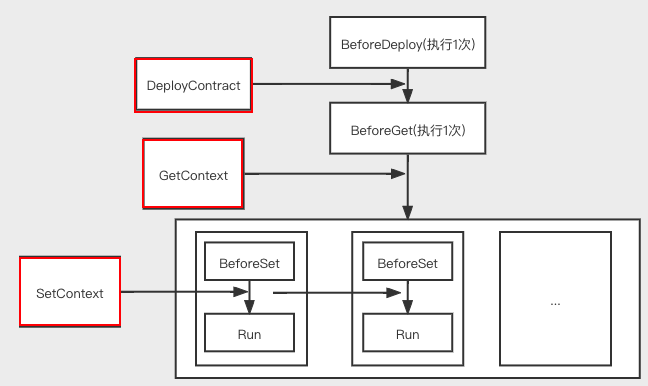 BeforeDeploy(执行1次)
DeployContract
BeforeGet(执行1次)
GetContext
BeforeSet
BeforeSet
SetContext
...
Run
Run